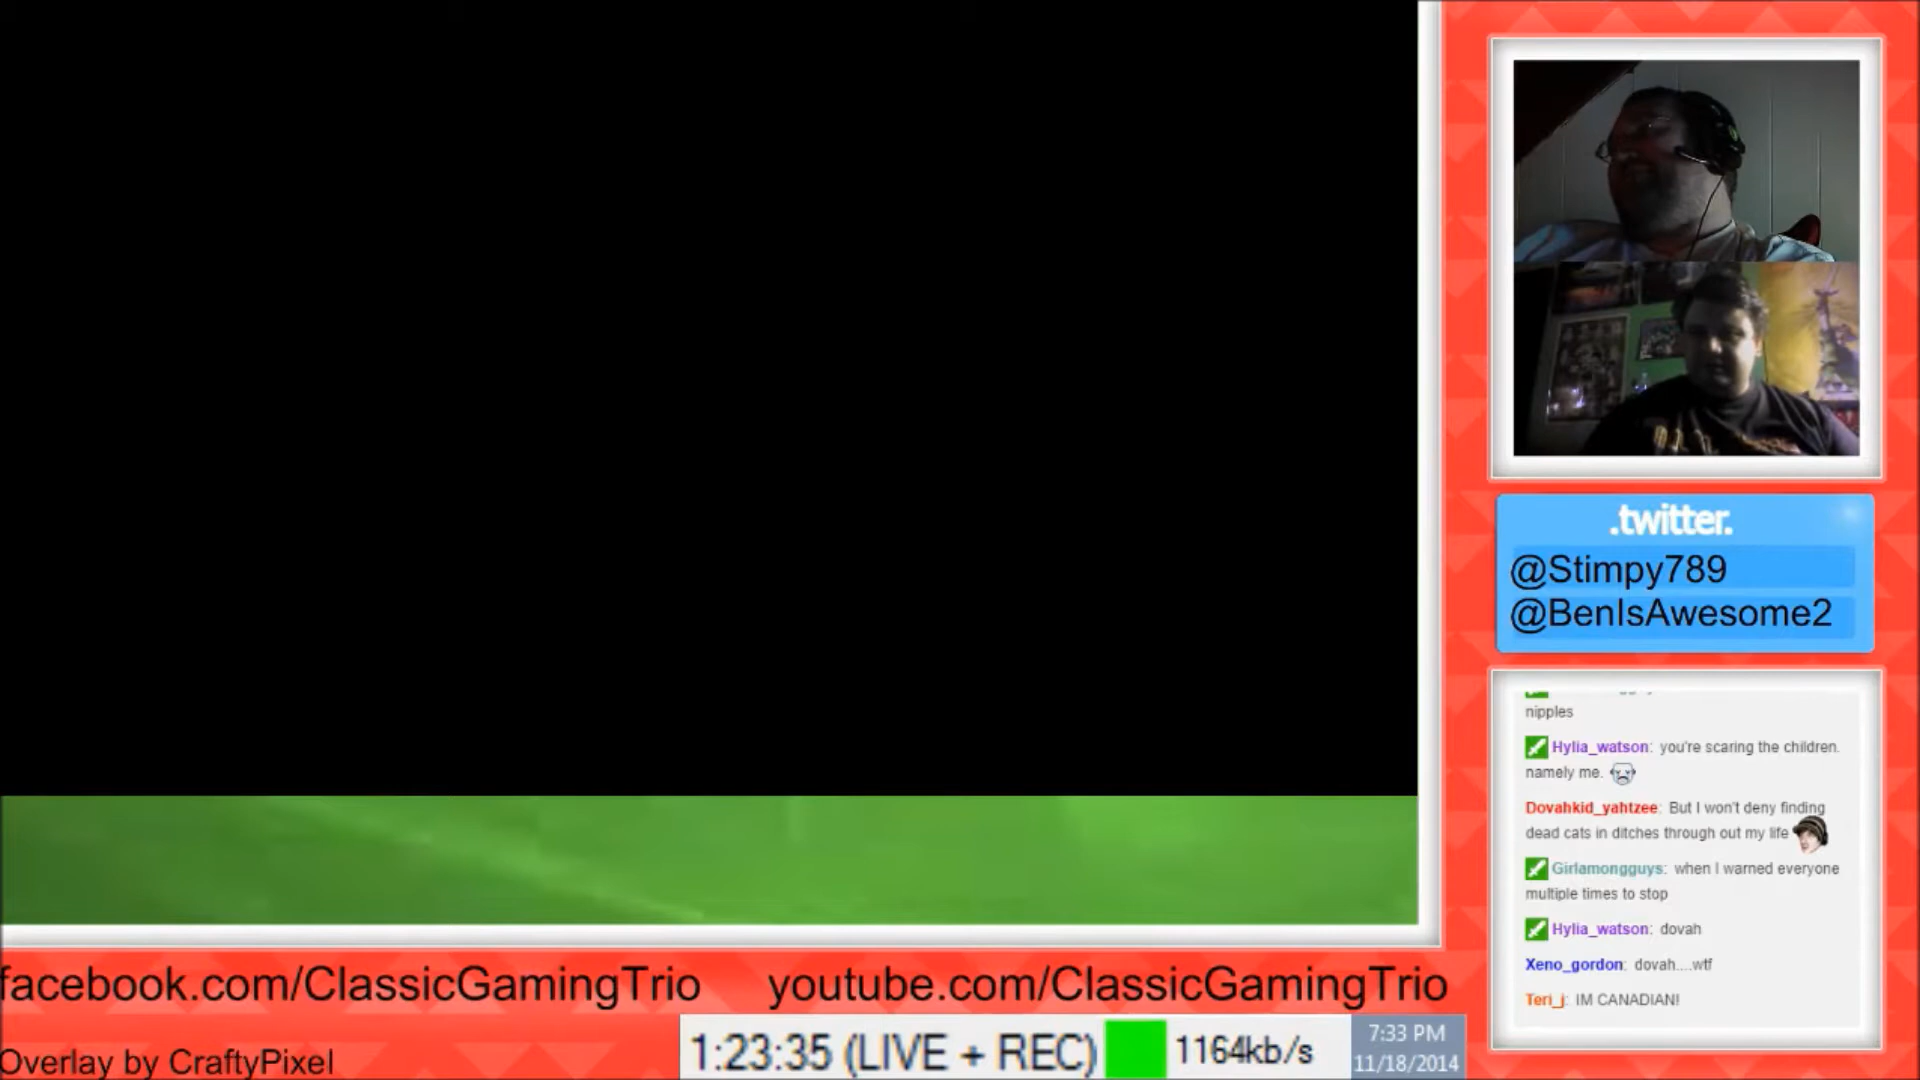 .twitter.
@Stimpy789
@BenIsAwesome2
nipples
Hylia_watson: you're scaring the children.
namely me.
Dovahkid_yahtzee: But I won't deny finding
dead cats in ditches through out my life
Girlamongguys: when I warned everyone
multiple times to stop
Hylia_watson: dovah
Xeno_gordon: dovah....wtf
Teri_j: IM CANADIAN!
facebook.com/ClassicGamingTrio youtube.com/ClassicGamingTrio
Overlay by CraftyPixel
1:23:35 (LIVE + REC) 1164kb/s
7:33 PM
11/18/2014